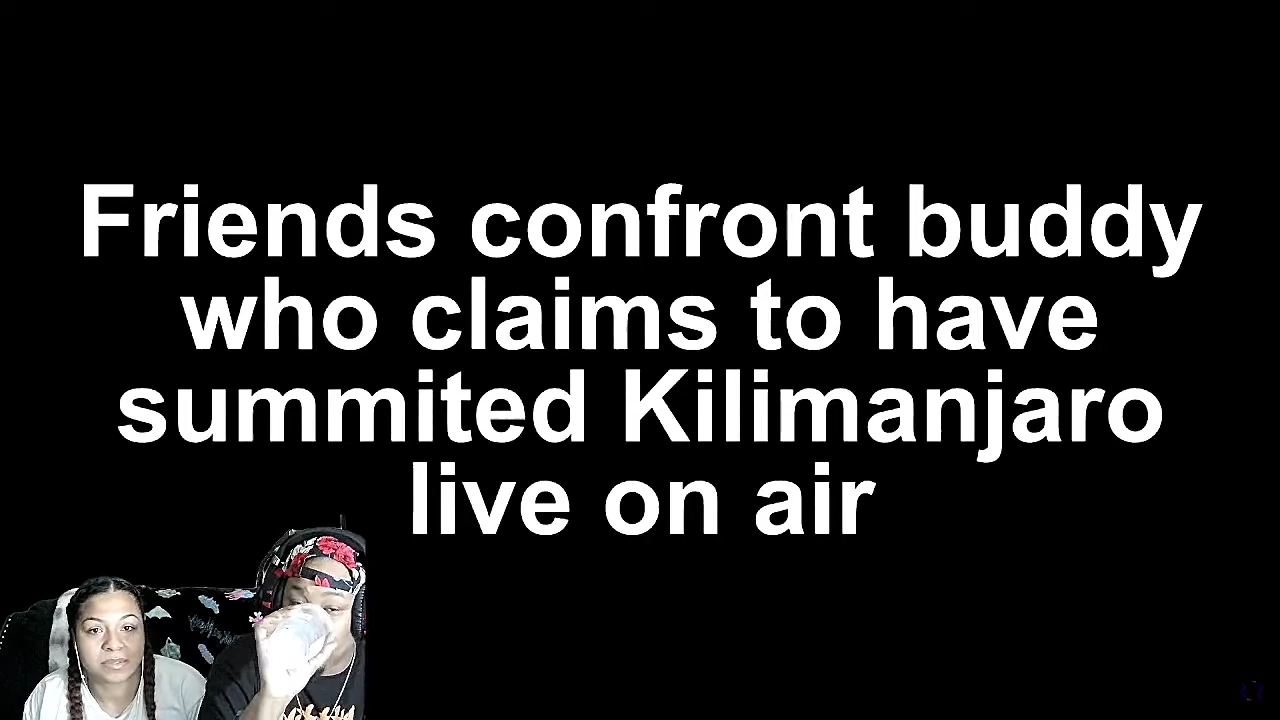 Friends confront buddy
who claims to have
summited Kilimanjaro
live on air